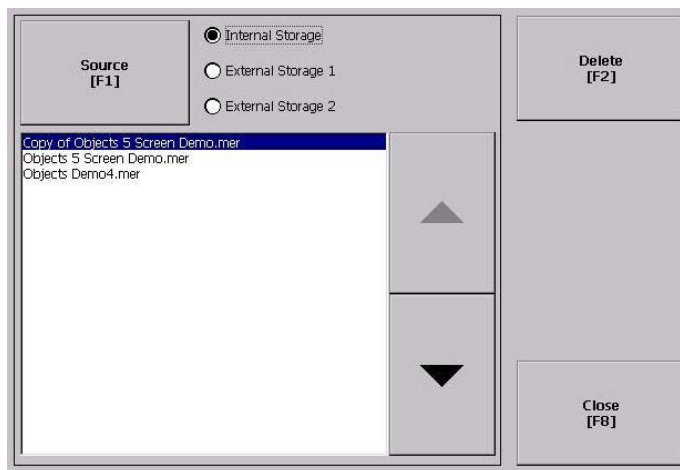 Source
[F1]
Internal Storage
External Storage 1
External Storage 2
Delete
[F2]
Copy of Objects 5 Screen Demo.mer
Objects 5 Screen Demo.mer
Objects Demo4.mer
Close
[F8]